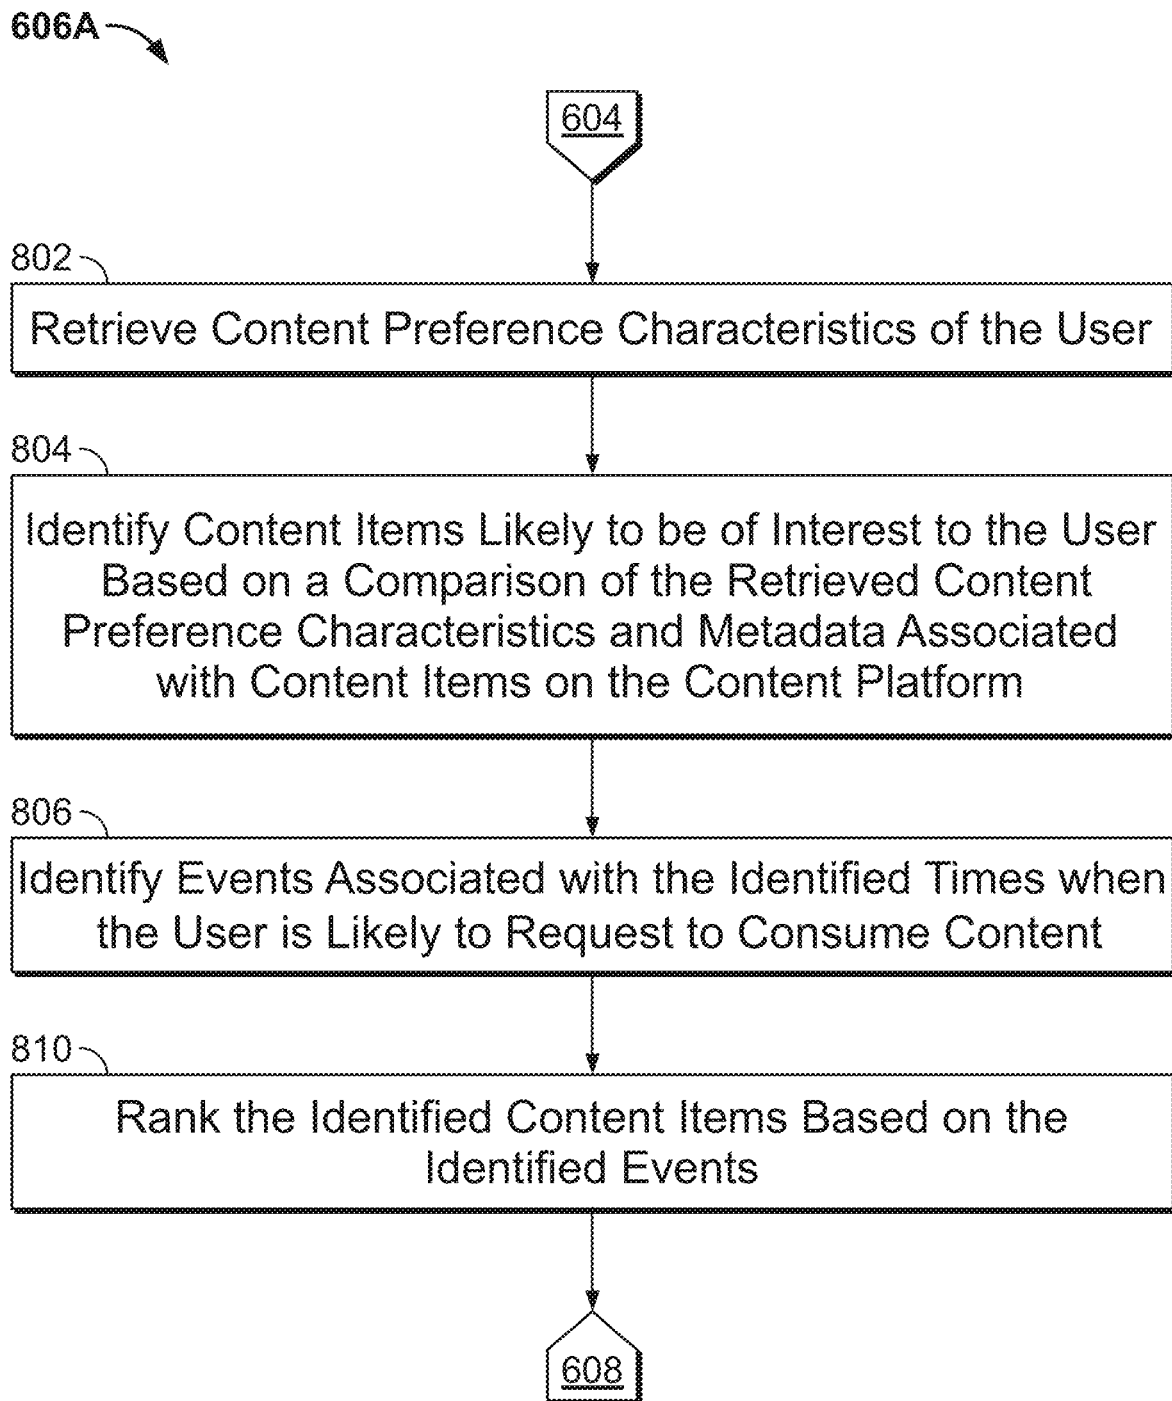 606A
604
802
Retrieve Content Preference Characteristics of the User
804
Identify Content Items Likely to be of Interest to the User
Based on a Comparison of the Retrieved Content
Preference Characteristics and Metadata Associated
with Content Items on the Content Platform
806
Identify Events Associated with the Identified Times when
the User is Likely to Request to Consume Content
810
Rank the Identified Content Items Based on the
Identified Events
608